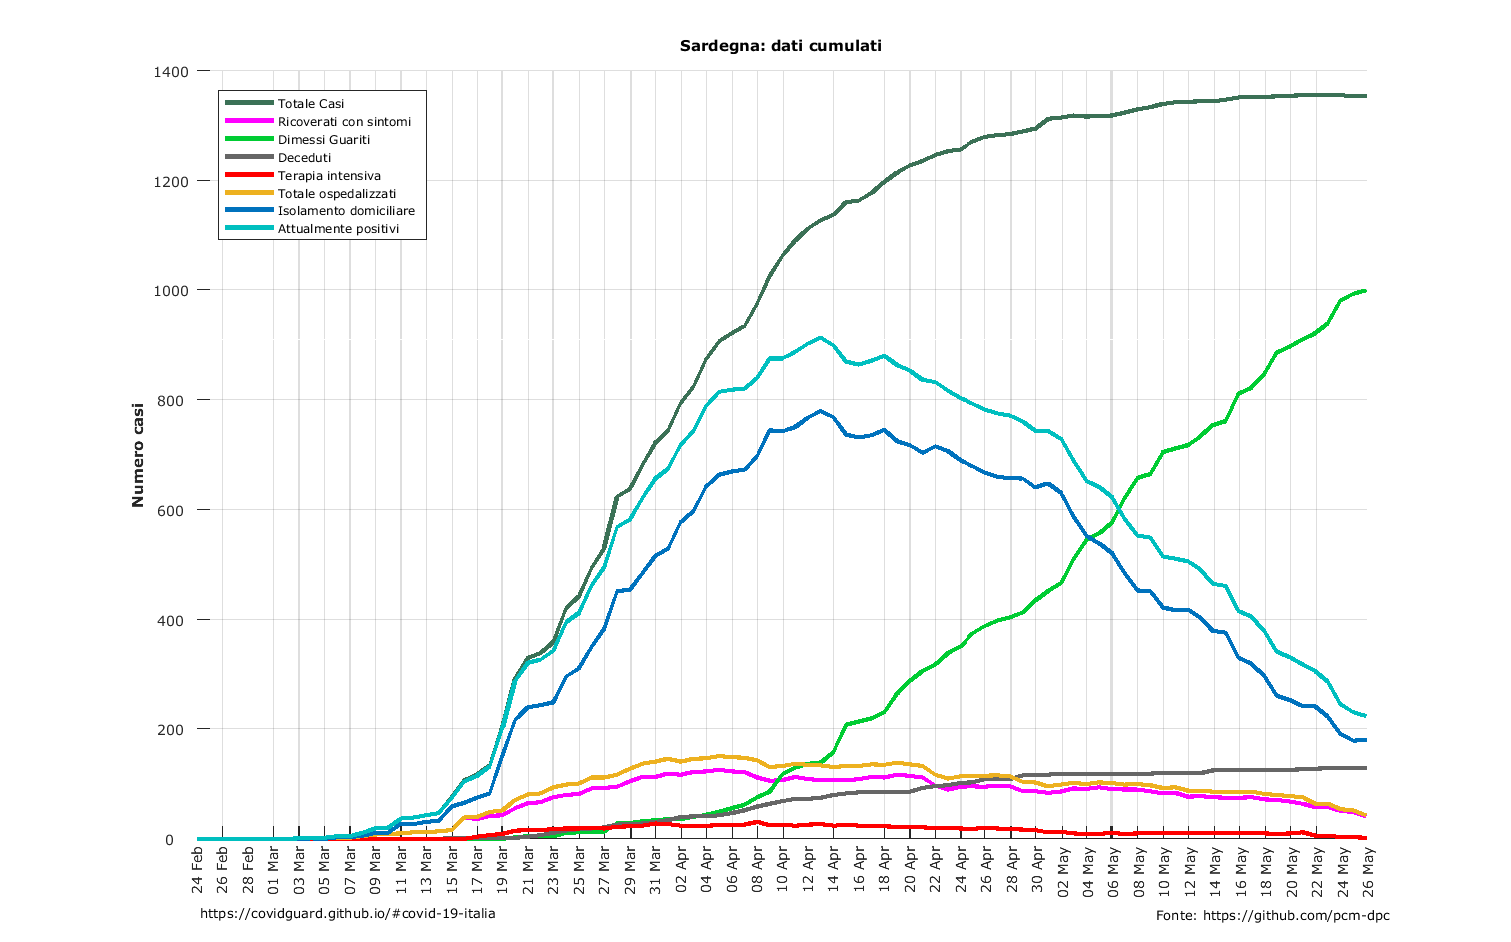 Sardegna: dati cumulati
1400
1200
1000
800
600
400
200
0
Numero casi
Totale Casi
Ricoverati con sintomi
Dimessi Guariti
Deceduti
Terapia intensiva
Totale ospedalizzati
Isolamento domiciliare
Attualmente positivi
24 Feb
26 Feb
28 Feb
01 Mar
03 Mar
05 Mar
07 Mar
09 Mar
11 Mar
13 Mar
15 Mar
17 Mar
19 Mar
21 Mar
23 Mar
25 Mar
27 Mar
29 Mar
31 Mar
02 Apr
04 Apr
06 Apr
08 Apr
10 Apr
12 Apr
14 Apr
16 Apr
18 Apr
20 Apr
22 Apr
24 Apr
26 Apr
28 Apr
30 Apr
02 May
04 May
06 May
08 May
10 May
12 May
14 May
16 May
18 May
20 May
22 May
24 May
26 May
https://covidguard.github.io/#covid-19-italia
Fonte: https://github.com/pcm-dpc